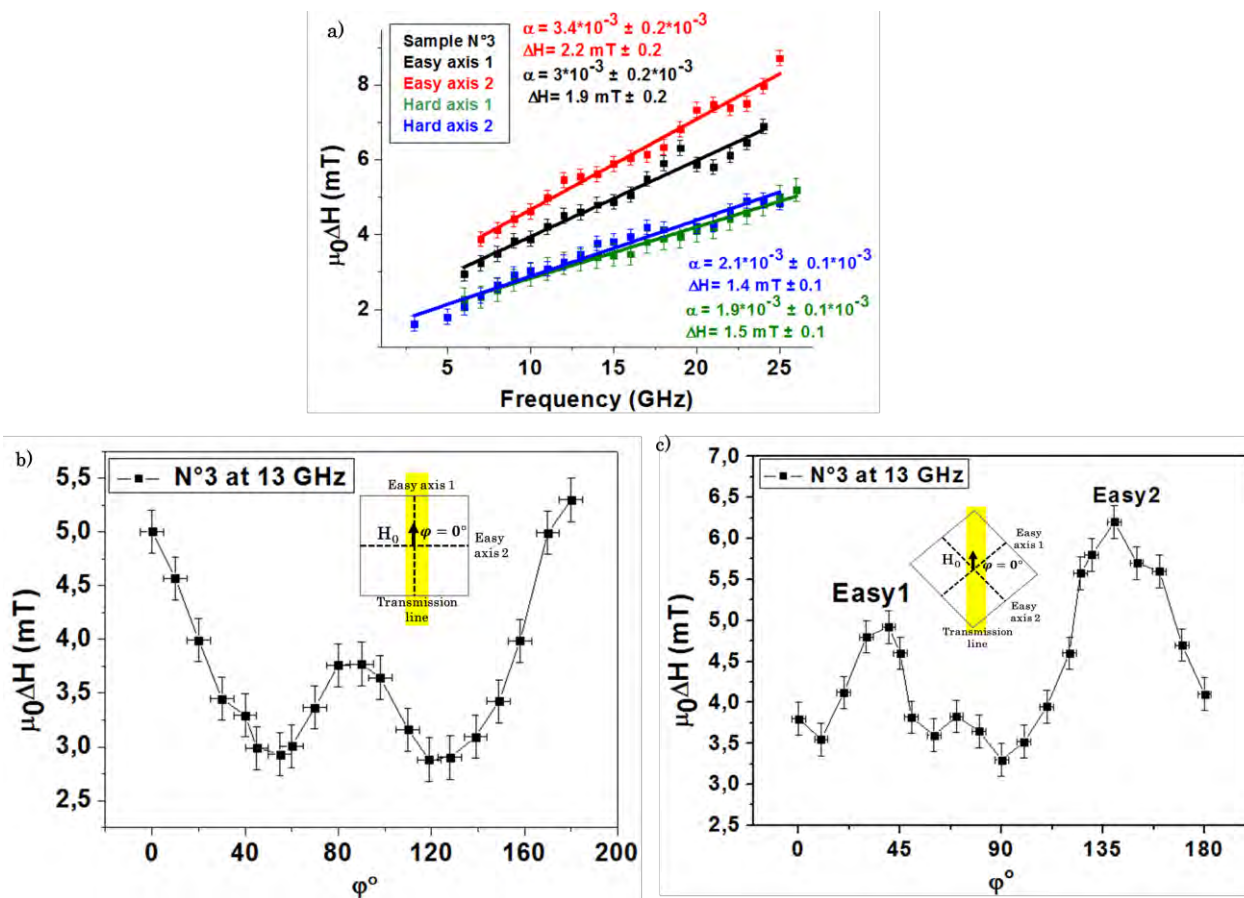 a)
Sample N°3
Easy axis 1
Easy axis 2
Hard axis 1
Hard axis 2
α = 3.4*10⁻³ ± 0.2*10⁻³
ΔH= 2.2 mT ± 0.2
α = 3*10⁻³ ± 0.2*10⁻³
ΔH= 1.9 mT ± 0.2
α = 2.1*10⁻³ ± 0.1*10⁻³
ΔH= 1.4 mT ± 0.1
α = 1.9*10⁻³ ± 0.1*10⁻³
ΔH= 1.5 mT ± 0.1
μ₀ΔH (mT)
8
6
4
2
5 10 15 20 25
Frequency (GHz)
b)
N°3 at 13 GHz
Easy axis 1
H₀ φ = 0°
Easy
axis 2
Transmission
line
μ₀ΔH (mT)
5,5
5,0
4,5
4,0
3,5
3,0
2,5
0 40 80 120 160 200
φ°
c)
N°3 at 13 GHz
Easy1
Easy2
Easy
axis 1
H₀ φ = 0°
Easy
axis 2
Transmission
line
μ₀ΔH (mT)
7,0
6,5
6,0
5,5
5,0
4,5
4,0
3,5
3,0
2,5
0 45 90 135 180
φ°